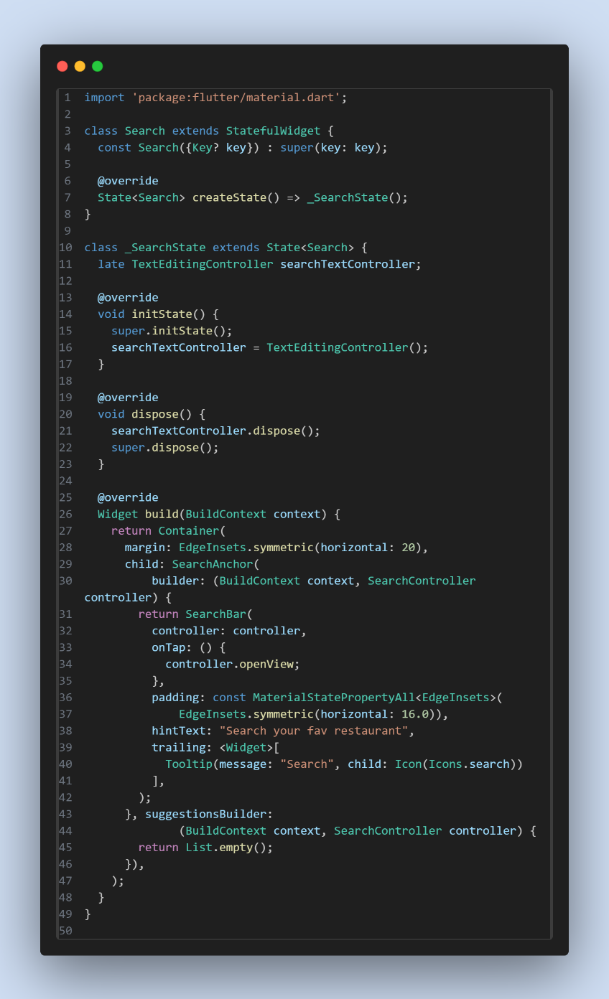 1 import 'package:flutter/material.dart';
2
3 class Search extends StatefulWidget {
4   const Search({Key? key}) : super(key: key);
5
6   @override
7   State<Search> createState() => _SearchState();
8 }
9
10 class _SearchState extends State<Search> {
11   late TextEditingController searchTextController;
12
13   @override
14   void initState() {
15     super.initState();
16     searchTextController = TextEditingController();
17   }
18
19   @override
20   void dispose() {
21     searchTextController.dispose();
22     super.dispose();
23   }
24
25   @override
26   Widget build(BuildContext context) {
27     return Container(
28       margin: EdgeInsets.symmetric(horizontal: 20),
29       child: SearchAnchor(
30           builder: (BuildContext context, SearchController
controller) {
31         return SearchBar(
32           controller: controller,
33           onTap: () {
34             controller.openView;
35           },
36           padding: const MaterialStatePropertyAll<EdgeInsets>(
37               EdgeInsets.symmetric(horizontal: 16.0)),
38           hintText: "Search your fav restaurant",
39           trailing: <Widget>[
40             Tooltip(message: "Search", child: Icon(Icons.search))
41           ],
42         );
43       }, suggestionsBuilder:
44               (BuildContext context, SearchController controller) {
45         return List.empty();
46       }),
47     );
48   }
49 }
50